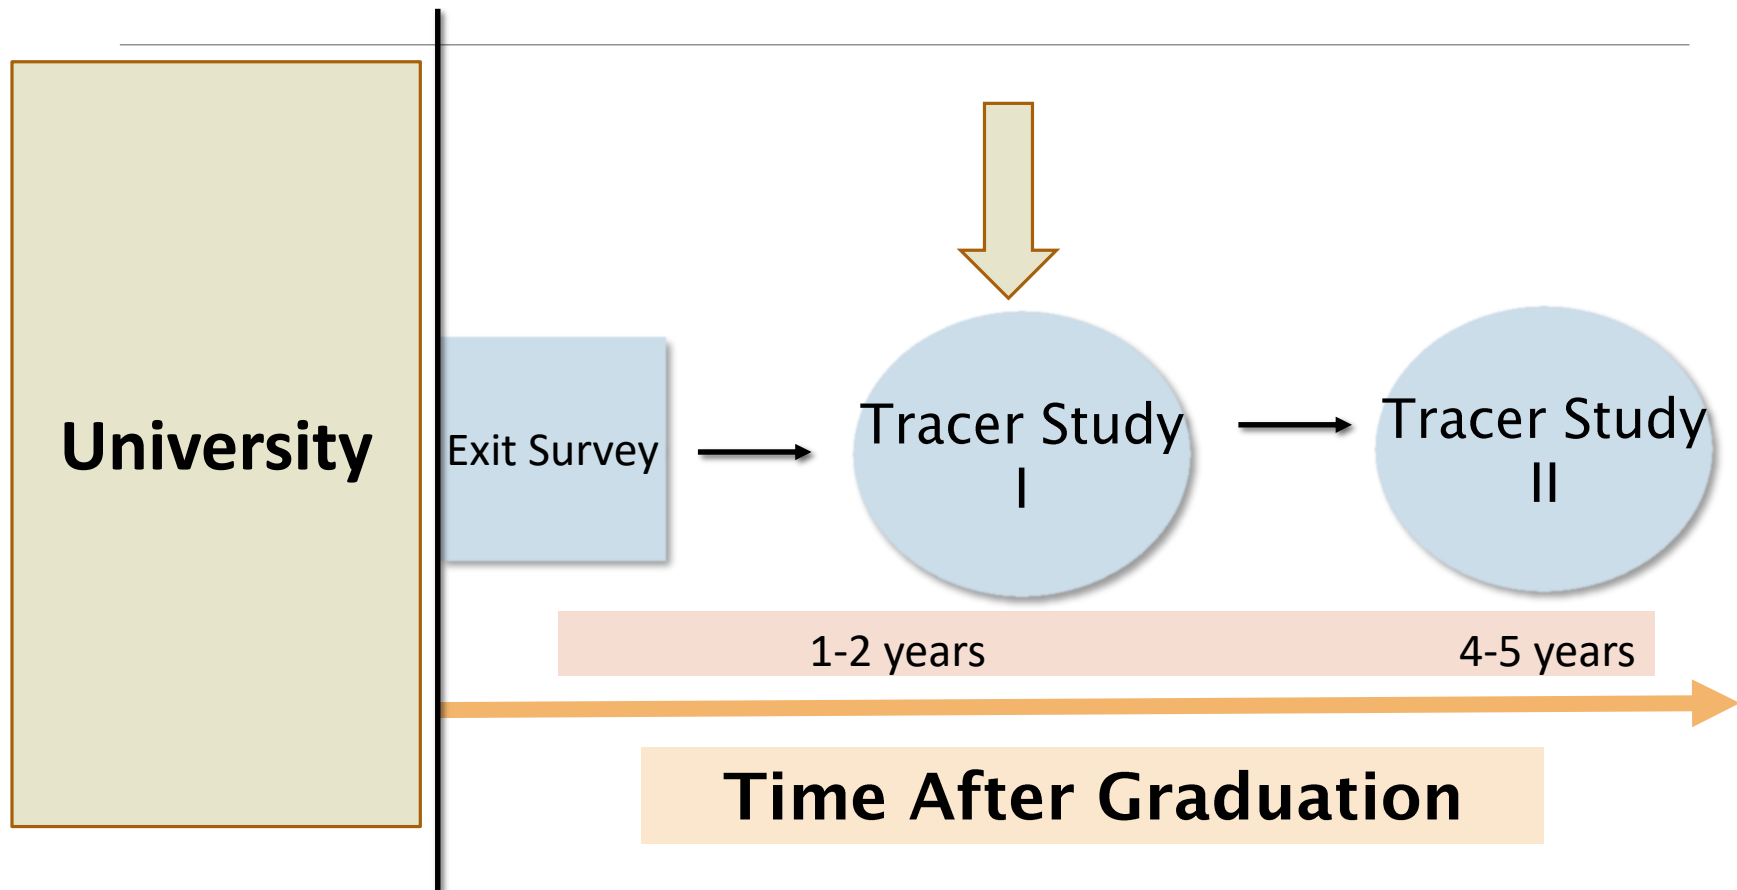 University
Exit Survey
Tracer Study
I
Tracer Study
II
1-2 years
4-5 years
Time After Graduation